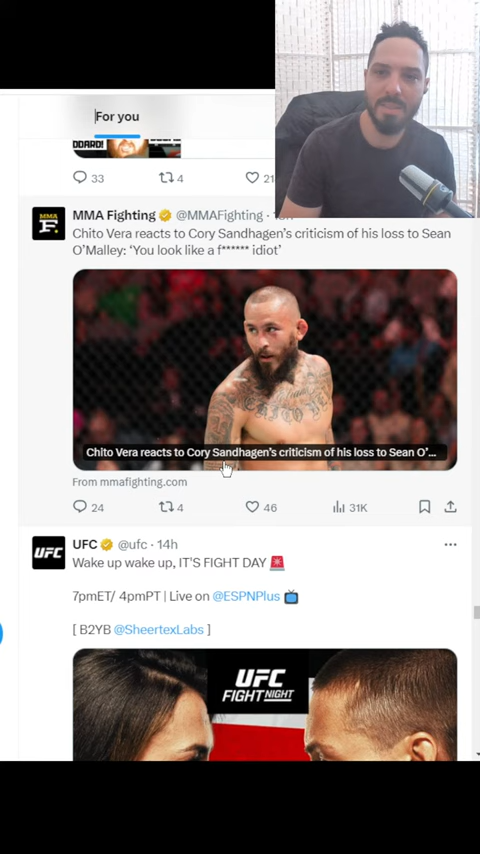 For you
33
4
21
MMA Fighting @MMAFighting
Chito Vera reacts to Cory Sandhagen's criticism of his loss to Sean
O'Malley: 'You look like a f****** idiot'
Chito Vera reacts to Cory Sandhagen's criticism of his loss to Sean O'...
From mmafighting.com
24
4
46
31K
UFC @ufc · 14h
Wake up wake up, IT'S FIGHT DAY 🚨
7pmET/ 4pmPT | Live on @ESPNPlus 📺
[ B2YB @SheertexLabs ]
UFC
FIGHT NIGHT